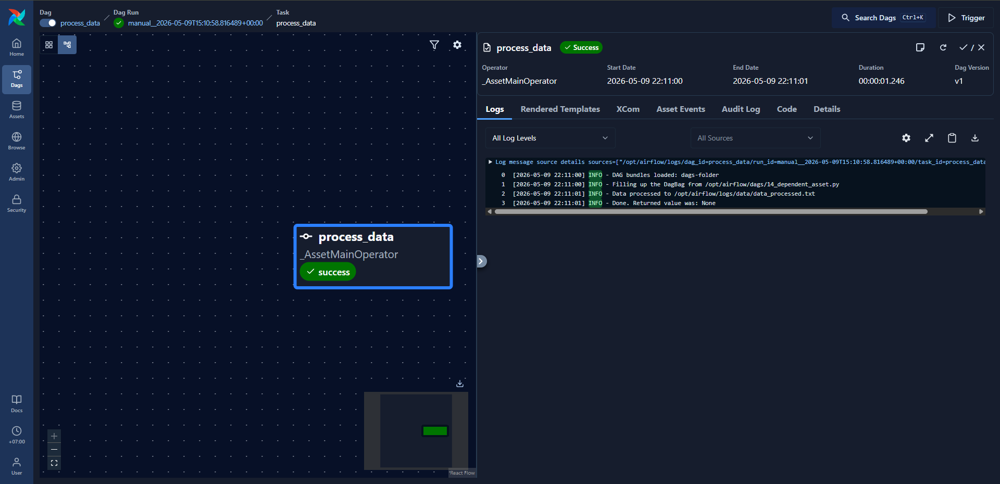 Dag
process_data
Dag Run
manual__2026-05-09T15:10:58.816489+00:00
Task
process_data
Search Dags
Ctrl+K
Trigger
Home
Dags
Assets
Browse
Admin
Security
Docs
+07:00
User
process_data
_AssetMainOperator
success
React Flow
process_data
Success
Operator
Start Date
End Date
Duration
Dag Version
_AssetMainOperator
2026-05-09 22:11:00
2026-05-09 22:11:01
00:00:01.246
v1
Logs
Rendered Templates
XCom
Asset Events
Audit Log
Code
Details
All Log Levels
All Sources
Log message source details sources=["/opt/airflow/logs/dag_id=process_data/run_id=manual__2026-05-09T15:10:58.816489+00:00/task_id=process_data
0 [2026-05-09 22:11:00] INFO - DAG bundles loaded: dags-folder
1 [2026-05-09 22:11:00] INFO - Filling up the DagBag from /opt/airflow/dags/14_dependent_asset.py
2 [2026-05-09 22:11:01] INFO - Data processed to /opt/airflow/logs/data/data_processed.txt
3 [2026-05-09 22:11:01] INFO - Done. Returned value was: None